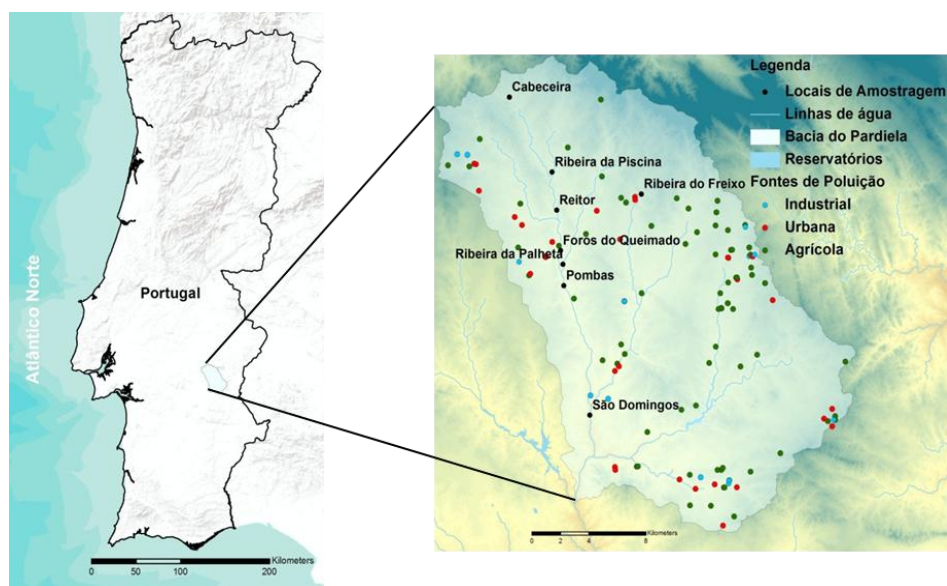 Atlântico Norte
Portugal
Kilometers
0 50 100 200
Cabeceira
Ribeira da Piscina
Ribeira do Freixo
Reitor
Foros do Queimado
Ribeira da Palheta
Pombas
São Domingos
Legenda
Locais de Amostragem
Linhas de água
Bacia do Pardiela
Reservatórios
Fontes de Poluição
Industrial
Urbana
Agrícola
Kilometers
0 2 4 8